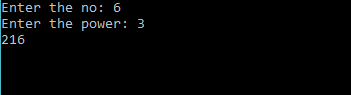 Enter the no: 6
Enter the power: 3
216